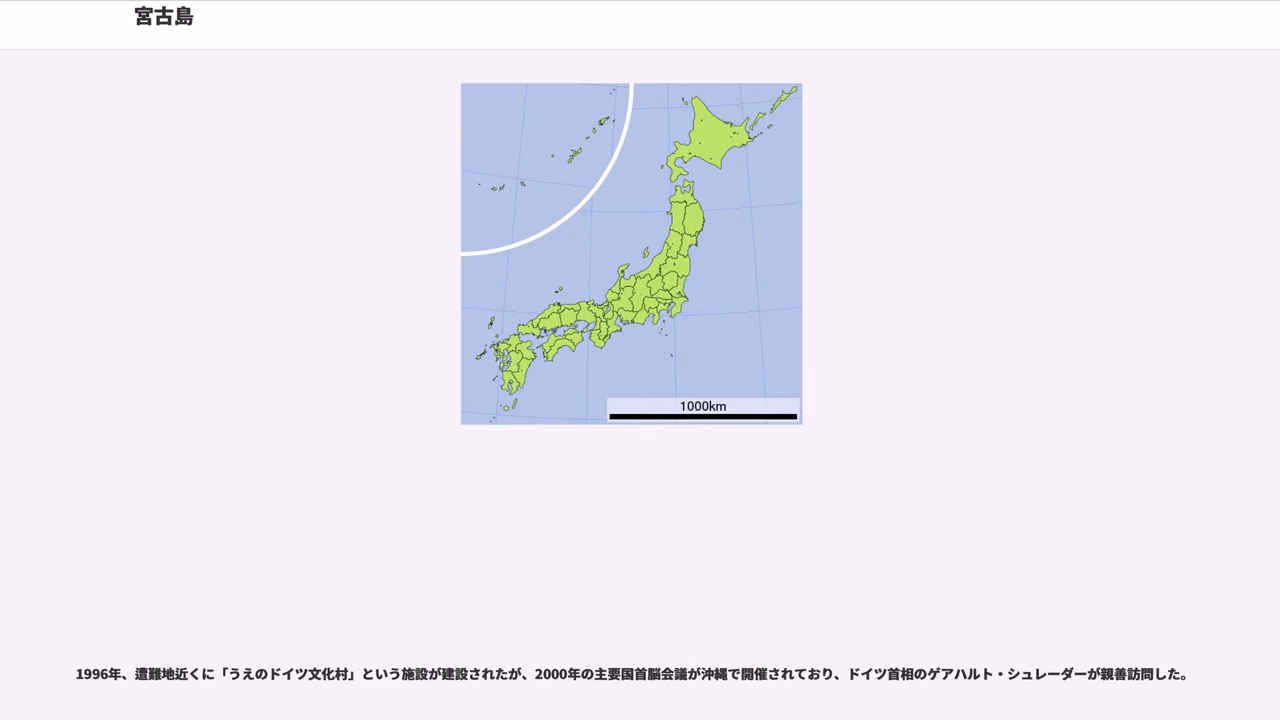 宮古島
1000km
1996年、遭難地近くに「うえのドイツ文化村」という施設が建設されたが、2000年の主要国首脳会議が沖縄で開催されており、ドイツ首相のゲアハルト・シュレーダーが親善訪問した。